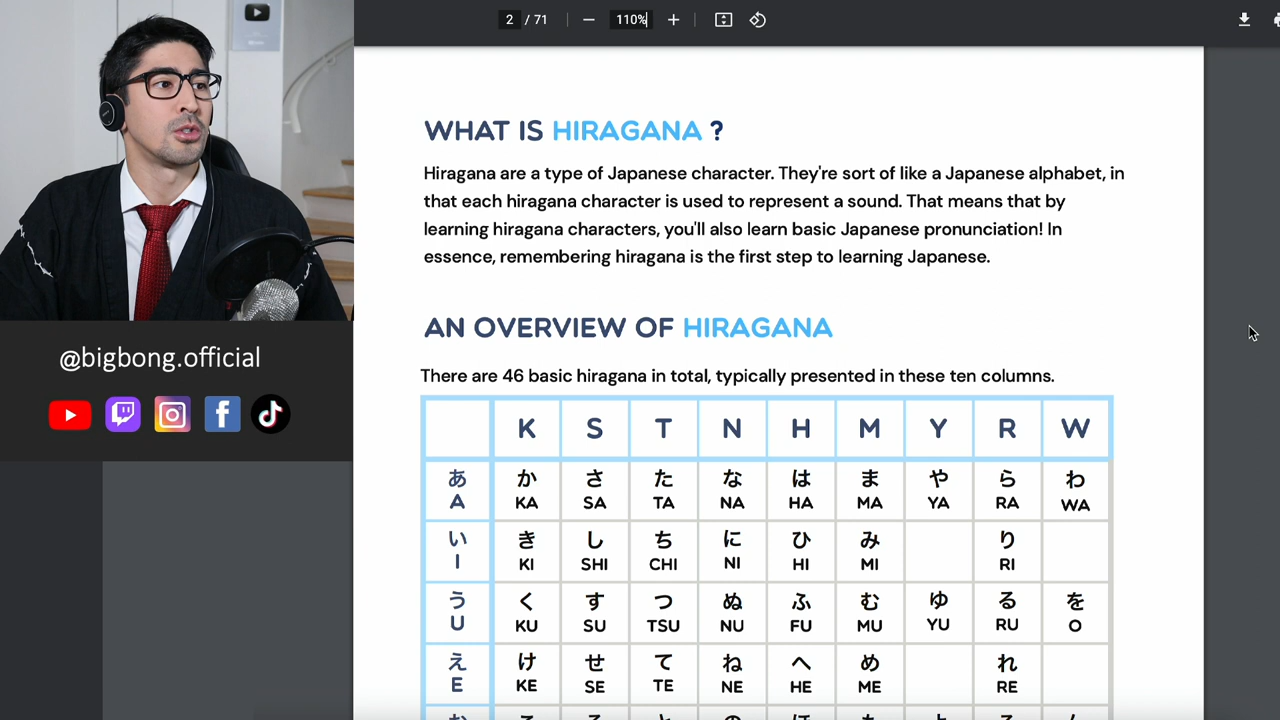 2 / 71
110%
WHAT IS HIRAGANA ?
Hiragana are a type of Japanese character. They're sort of like a Japanese alphabet, in
that each hiragana character is used to represent a sound. That means that by
learning hiragana characters, you'll also learn basic Japanese pronunciation! In
essence, remembering hiragana is the first step to learning Japanese.
AN OVERVIEW OF HIRAGANA
There are 46 basic hiragana in total, typically presented in these ten columns.
K S T N H M Y R W
あ か さ た な は ま や ら わ
A KA SA TA NA HA MA YA RA WA
い き し ち に ひ み り
I KI SHI CHI NI HI MI RI
う く す つ ぬ ふ む ゆ る を
U KU SU TSU NU FU MU YU RU O
え け せ て ね へ め れ
E KE SE TE NE HE ME RE
@bigbong.official